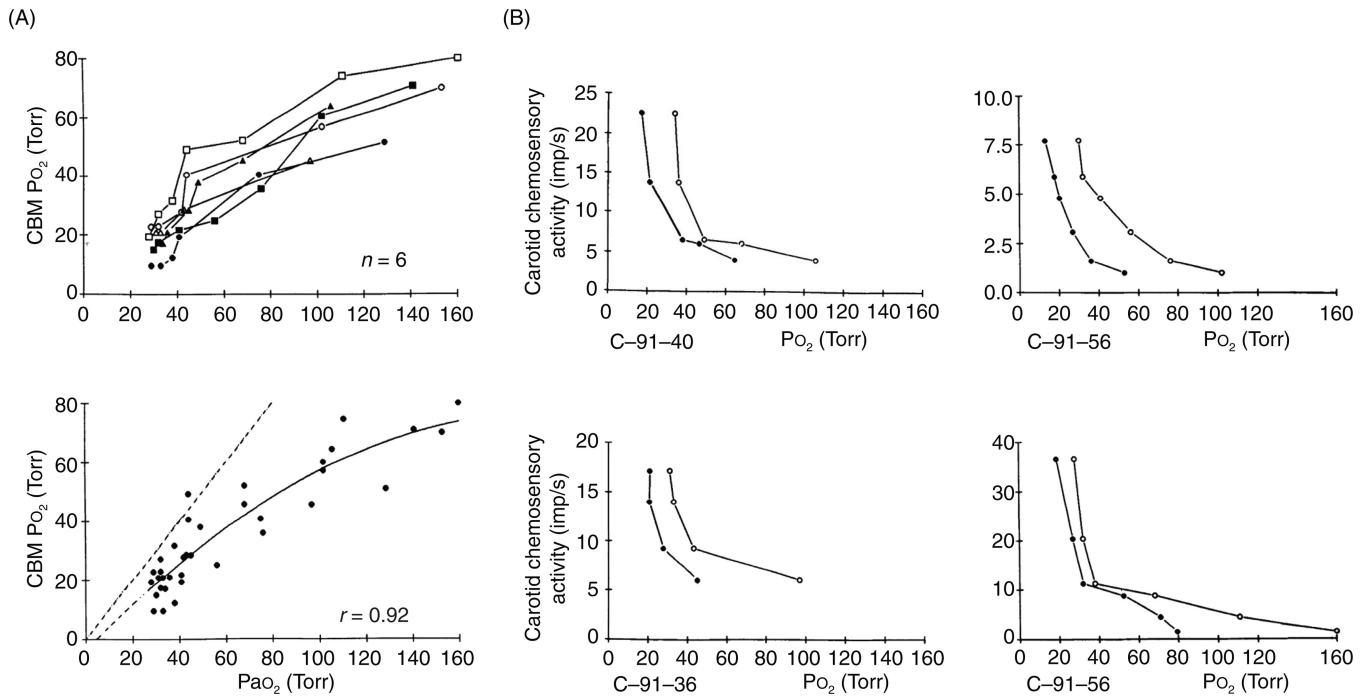 (A)
80
60
40
20
0
CBM PO₂ (Torr)
n = 6
0 20 40 60 80 100 120 140 160
80
60
40
20
0
CBM PO₂ (Torr)
r = 0.92
0 20 40 60 80 100 120 140 160
PaO₂ (Torr)
(B)
25
20
15
10
5
0
Carotid chemosensory
activity (imp/s)
0 20 40 60 80 100 120 140 160
C–91–40 PO₂ (Torr)
10.0
7.5
5.0
2.5
0.0
0 20 40 60 80 100 120 140 160
C–91–56 PO₂ (Torr)
20
15
10
5
0
Carotid chemosensory
activity (imp/s)
0 20 40 60 80 100 120 140 160
C–91–36 PO₂ (Torr)
40
30
20
10
0
0 20 40 60 80 100 120 140 160
C–91–56 PO₂ (Torr)